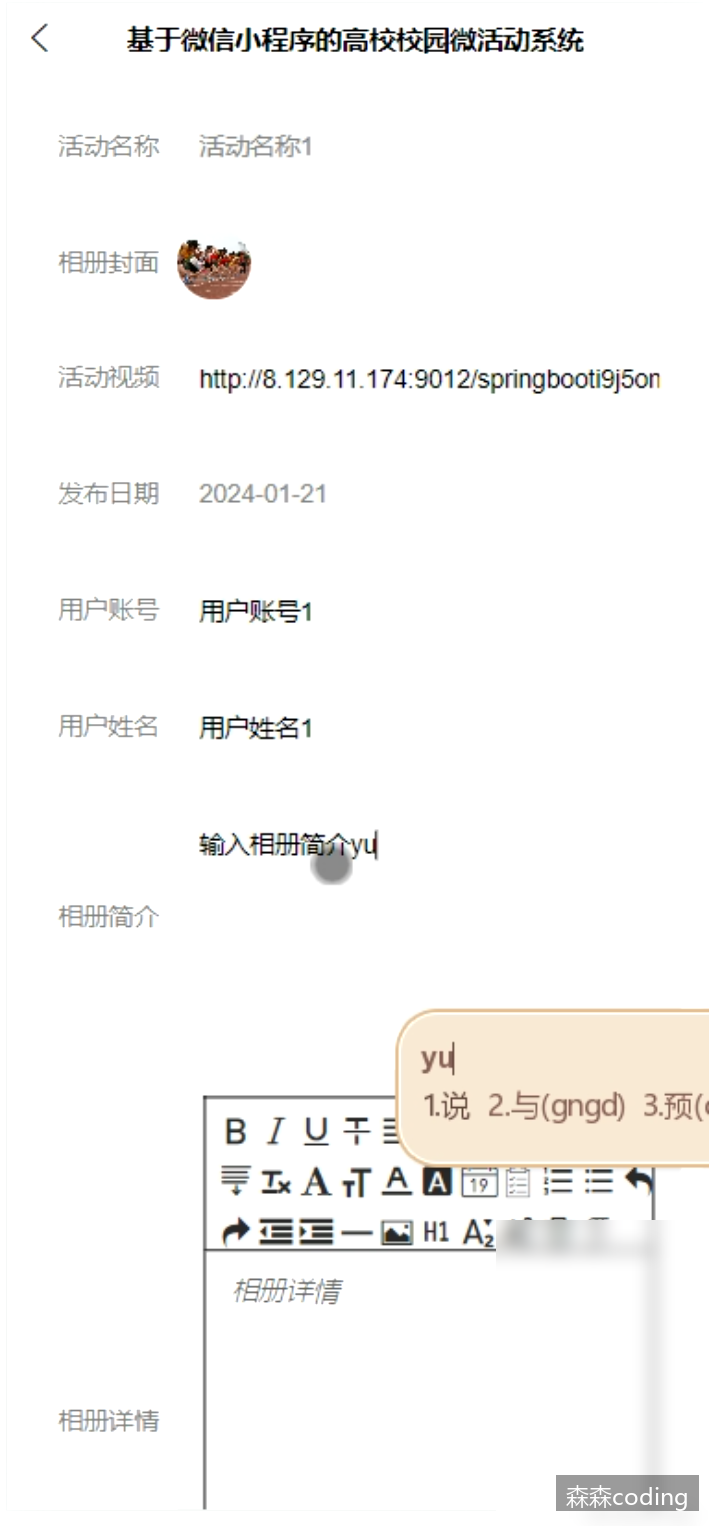 基于微信小程序的高校校园微活动系统
活动名称 活动名称1
相册封面
活动视频 http://8.129.11.174:9012/springbooti9j5on
发布日期 2024-01-21
用户账号 用户账号1
用户姓名 用户姓名1
输入相册简介yu
相册简介
yu
1.说 2.与(gngd) 3.预(
B I U
Tx A TT A A 19
H1 A2
相册详情
相册详情
森森coding